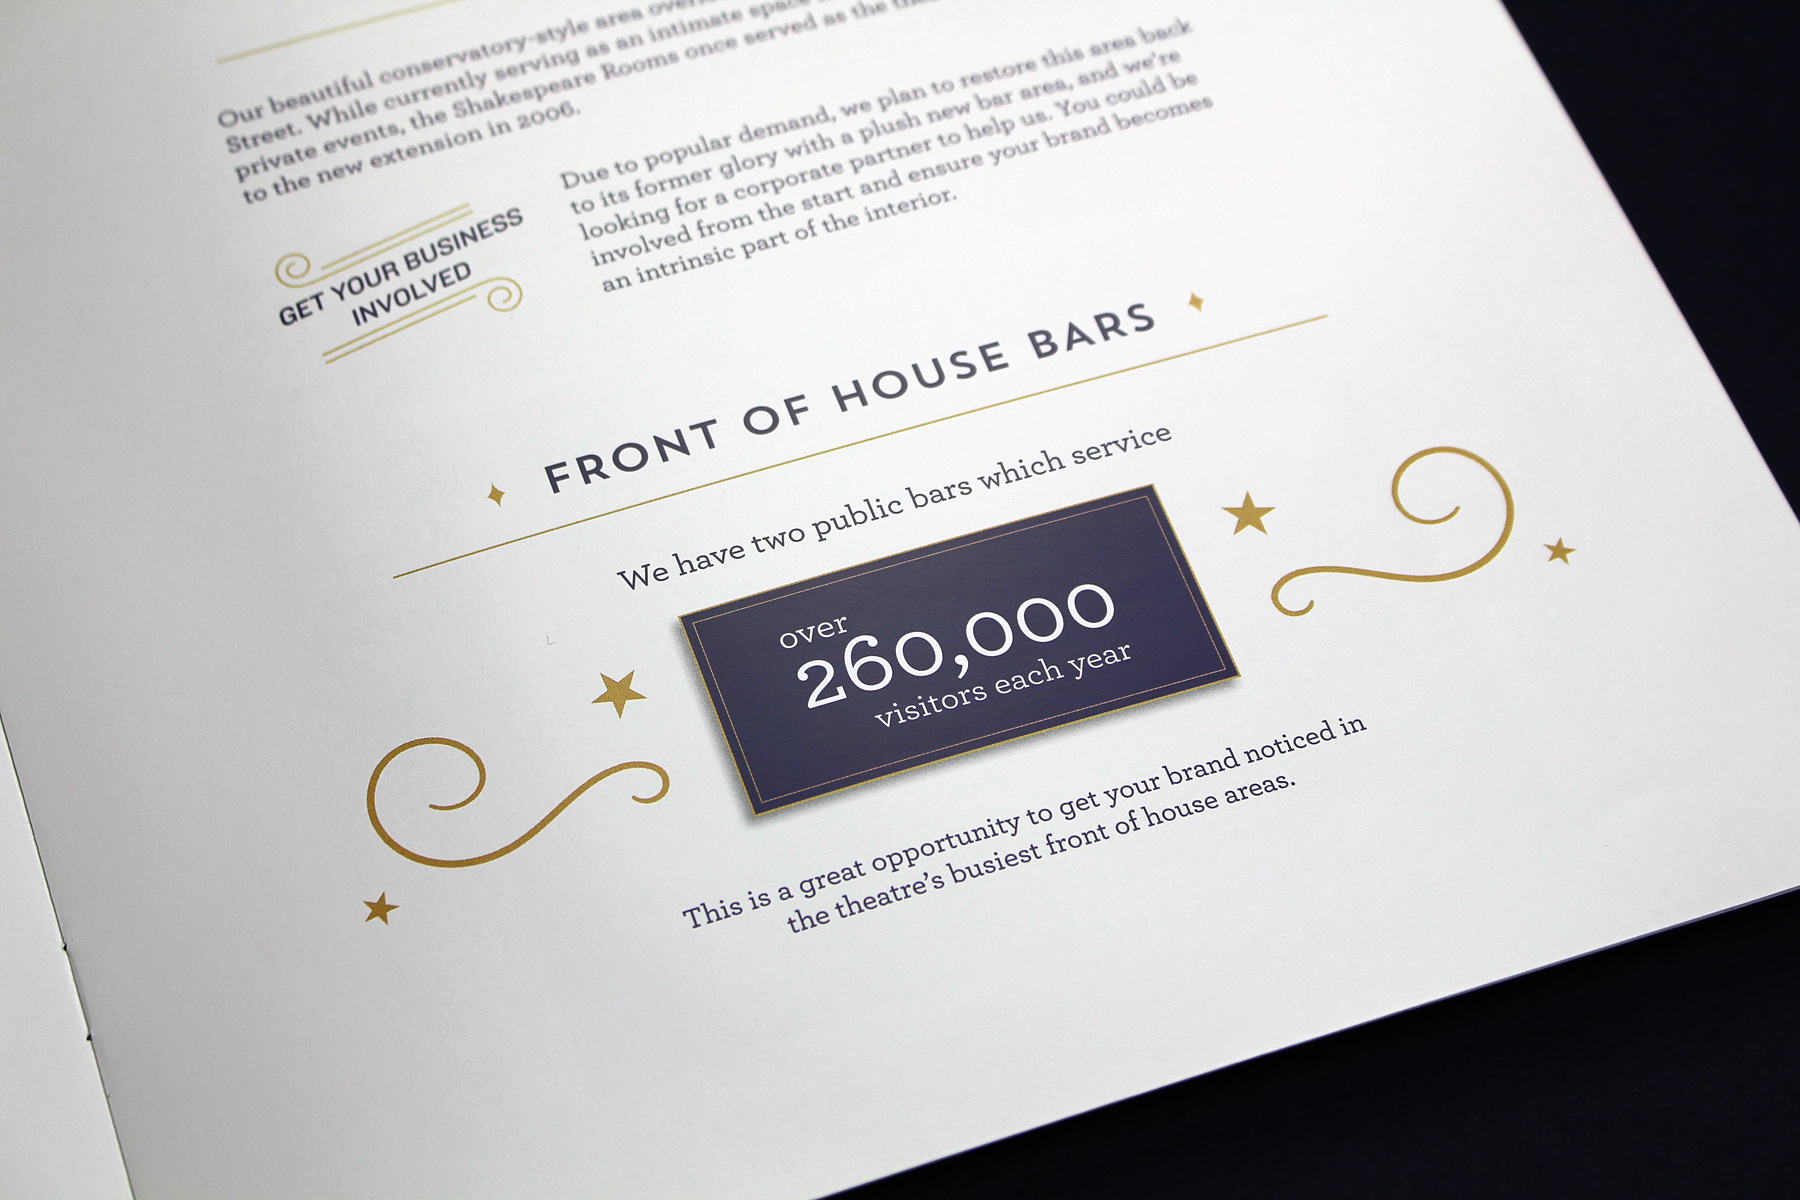 Our beautiful conservatory-style area
Street. While currently serving as an intimate space
private events, the Shakespeare Rooms once served as the
to the new extension in 2006.
GET YOUR BUSINESS
INVOLVED
Due to popular demand, we plan to restore this area back
to its former glory with a plush new bar area, and we're
looking for a corporate partner to help us. You could be
involved from the start and ensure your brand becomes
an intrinsic part of the interior.
FRONT OF HOUSE BARS
We have two public bars which service
over
260,000
visitors each year
This is a great opportunity to get your brand noticed in
the theatre's busiest front of house areas.